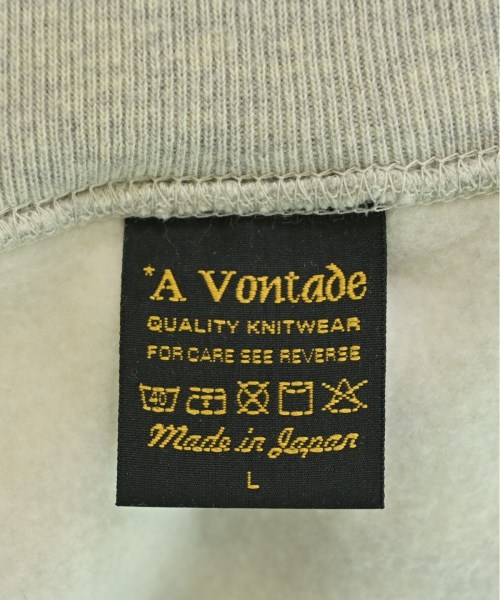 *A Vontade
QUALITY KNITWEAR
FOR CARE SEE REVERSE
40
Made in Japan
L